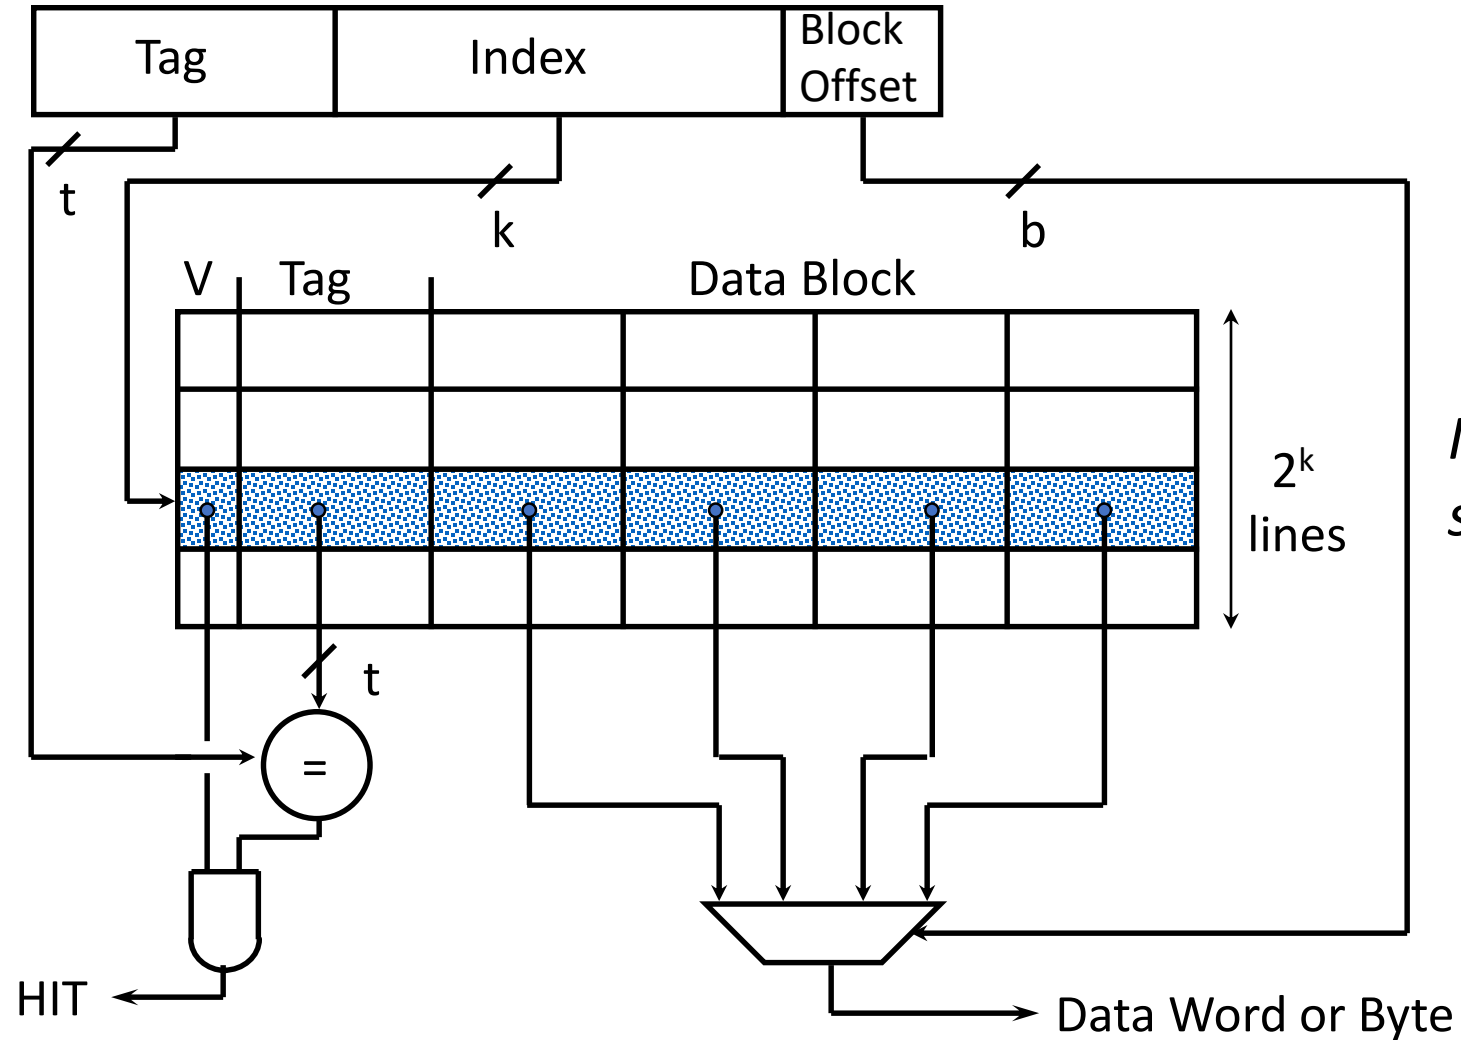 Tag
Index
Block
Offset
t
k
b
V
Tag
Data Block
2k
lines
t
=
HIT
Data Word or Byte